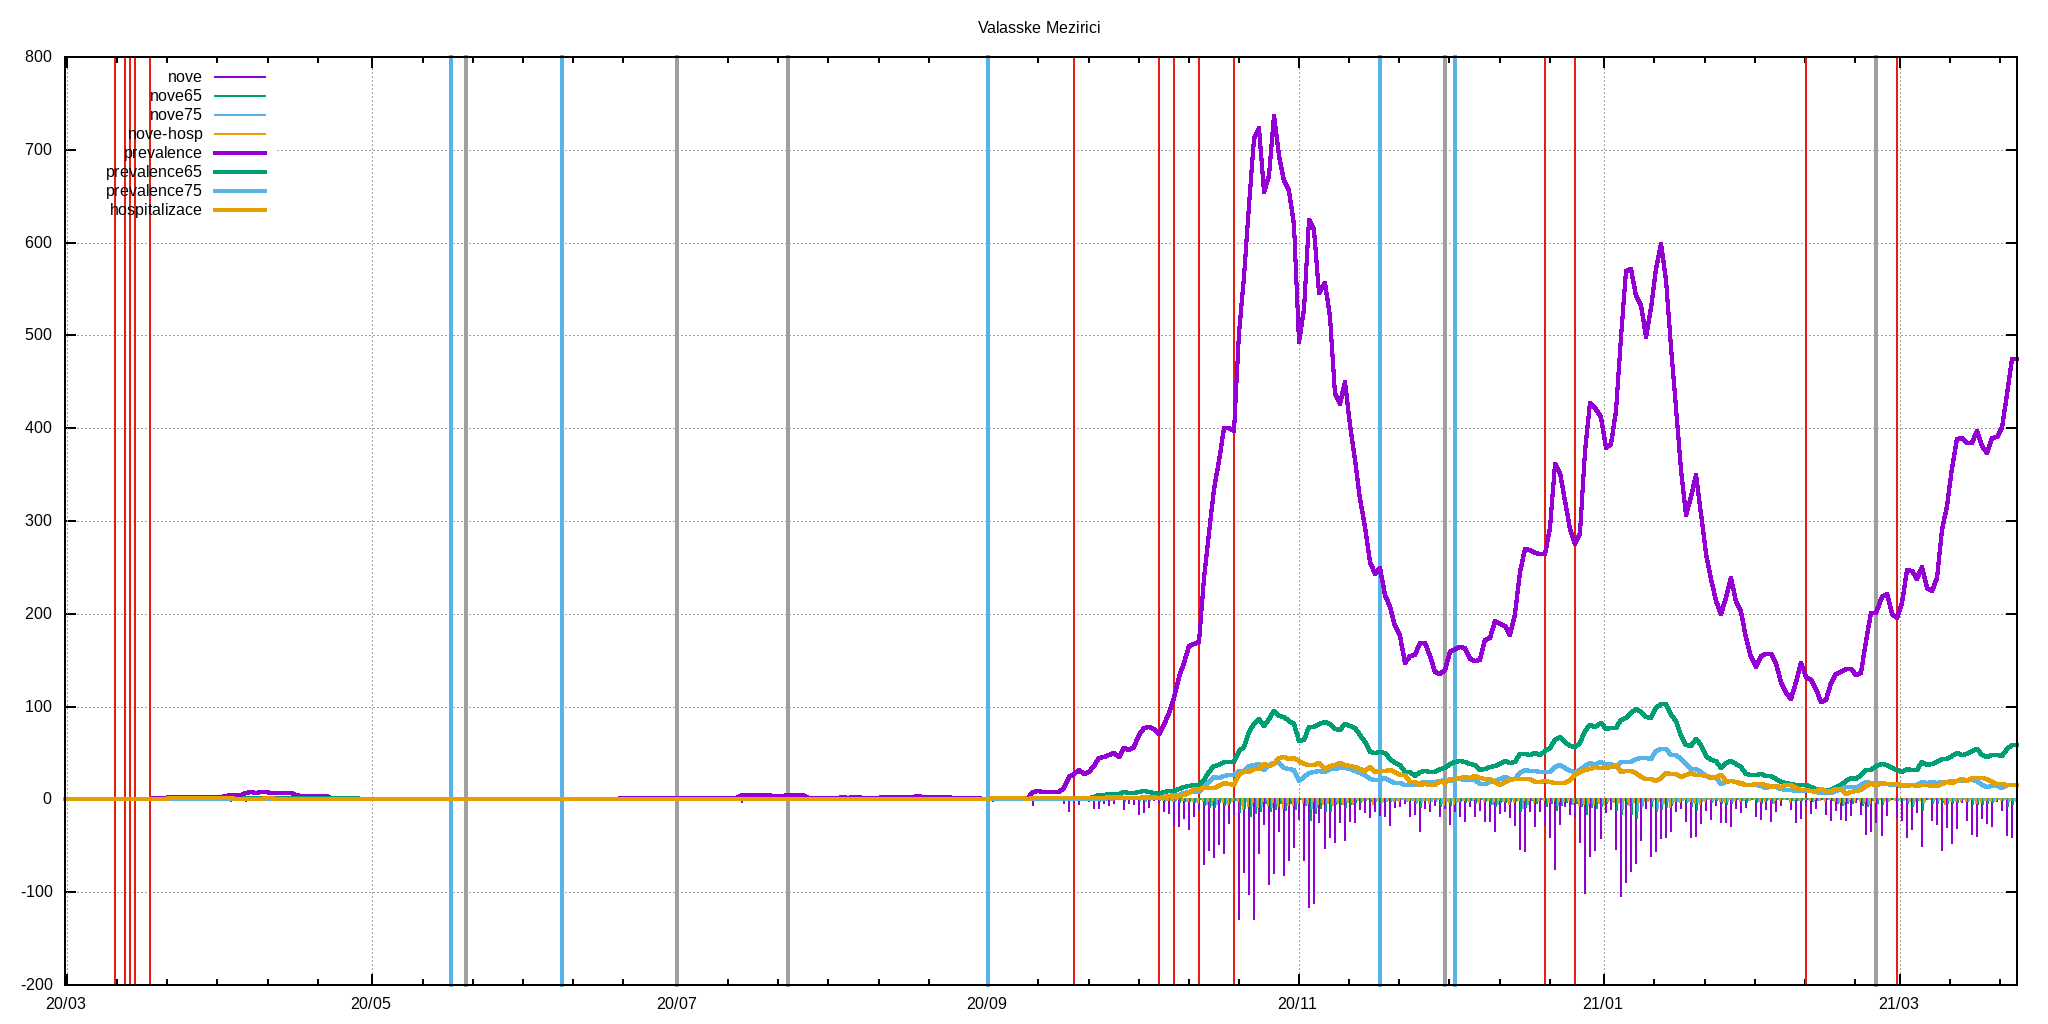 Valasske Mezirici
800
700
600
500
400
300
200
100
0
-100
-200
nove
nove65
nove75
nove-hosp
prevalence
prevalence65
prevalence75
hospitalizace
20/03
20/05
20/07
20/09
20/11
21/01
21/03